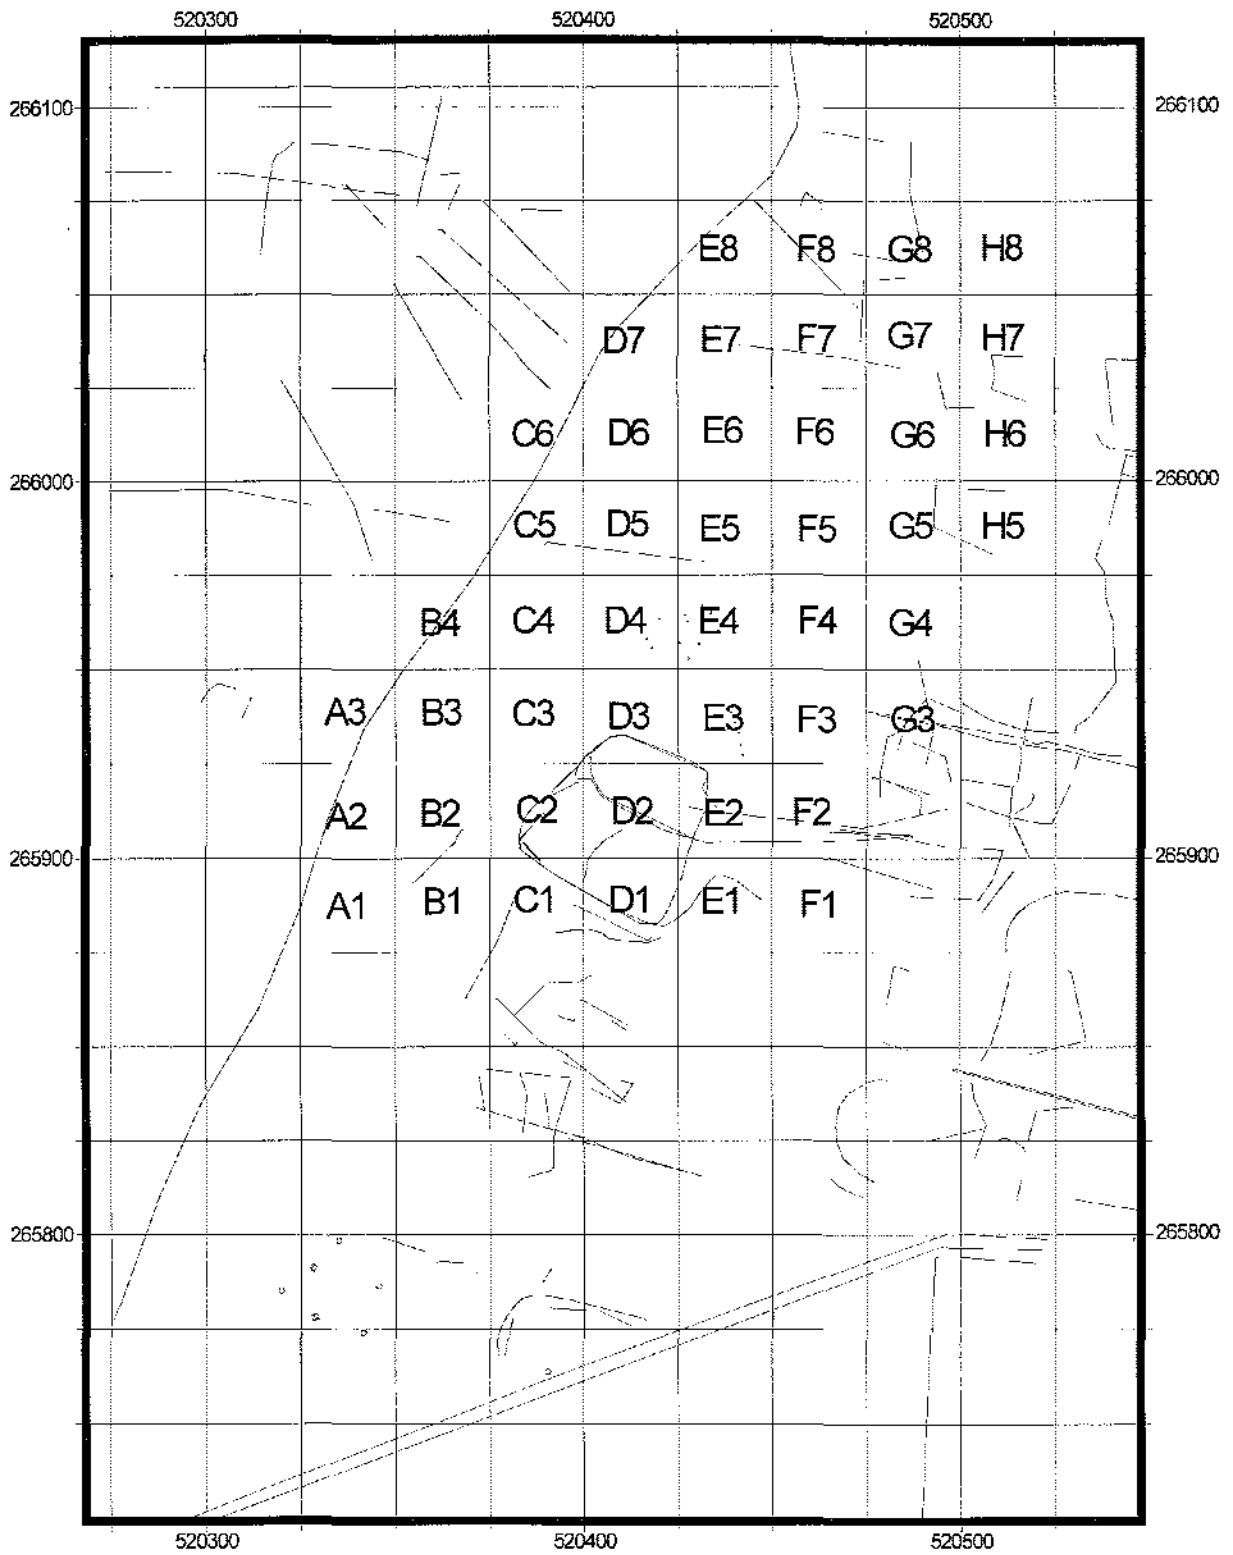 520300 520400 520500
266100 266100
E8 F8 G8 H8
D7 E7 F7 G7 H7
C6 D6 E6 F6 G6 H6
266000 266000
C5 D5 E5 F5 G5 H5
B4 C4 D4 E4 F4 G4
A3 B3 C3 D3 E3 F3 G3
A2 B2 C2 D2 E2 F2
265900 265900
A1 B1 C1 D1 E1 F1
265800 265800
520300 520400 520500